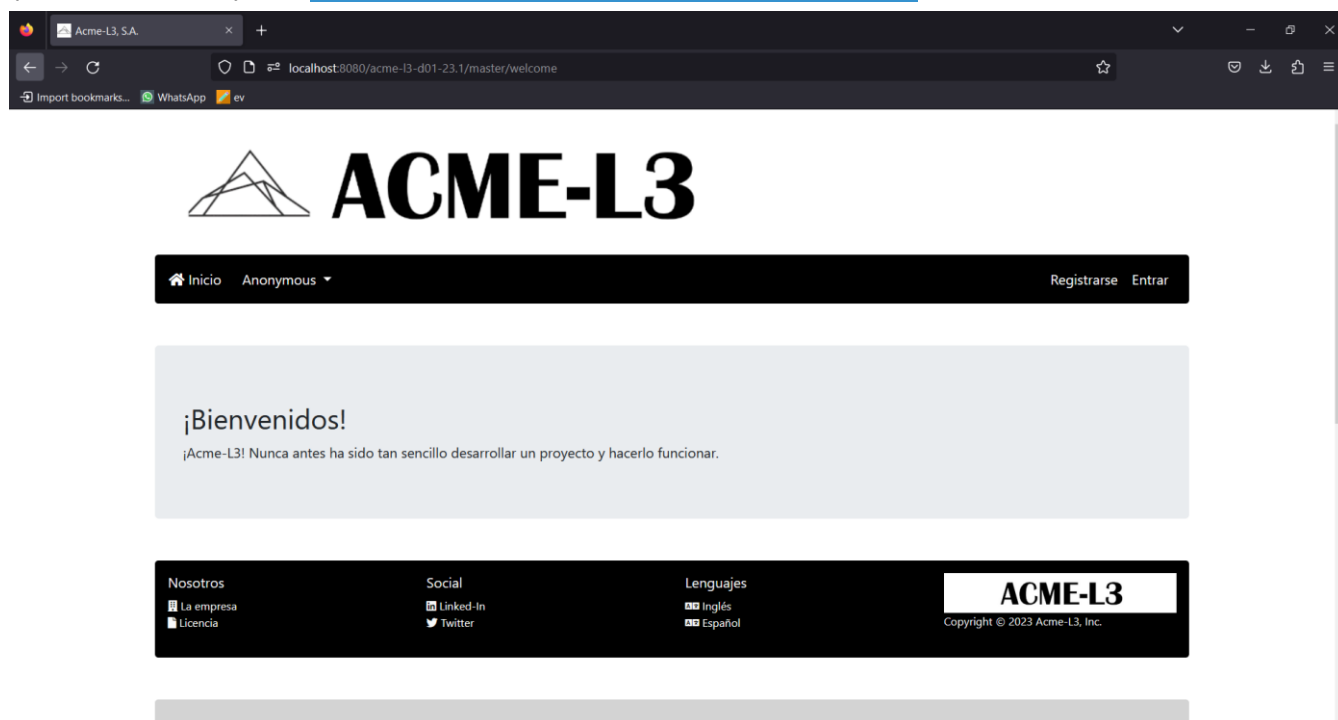 Acme-L3, S.A.
localhost:8080/acme-l3-d01-23.1/master/welcome
Import bookmarks... WhatsApp ev
ACME-L3
Inicio Anonymous Registrarse Entrar
¡Bienvenidos!
¡Acme-L3! Nunca antes ha sido tan sencillo desarrollar un proyecto y hacerlo funcionar.
Nosotros
La empresa
Licencia
Social
Linked-In
Twitter
Lenguajes
Inglés
Español
ACME-L3
Copyright © 2023 Acme-L3, Inc.